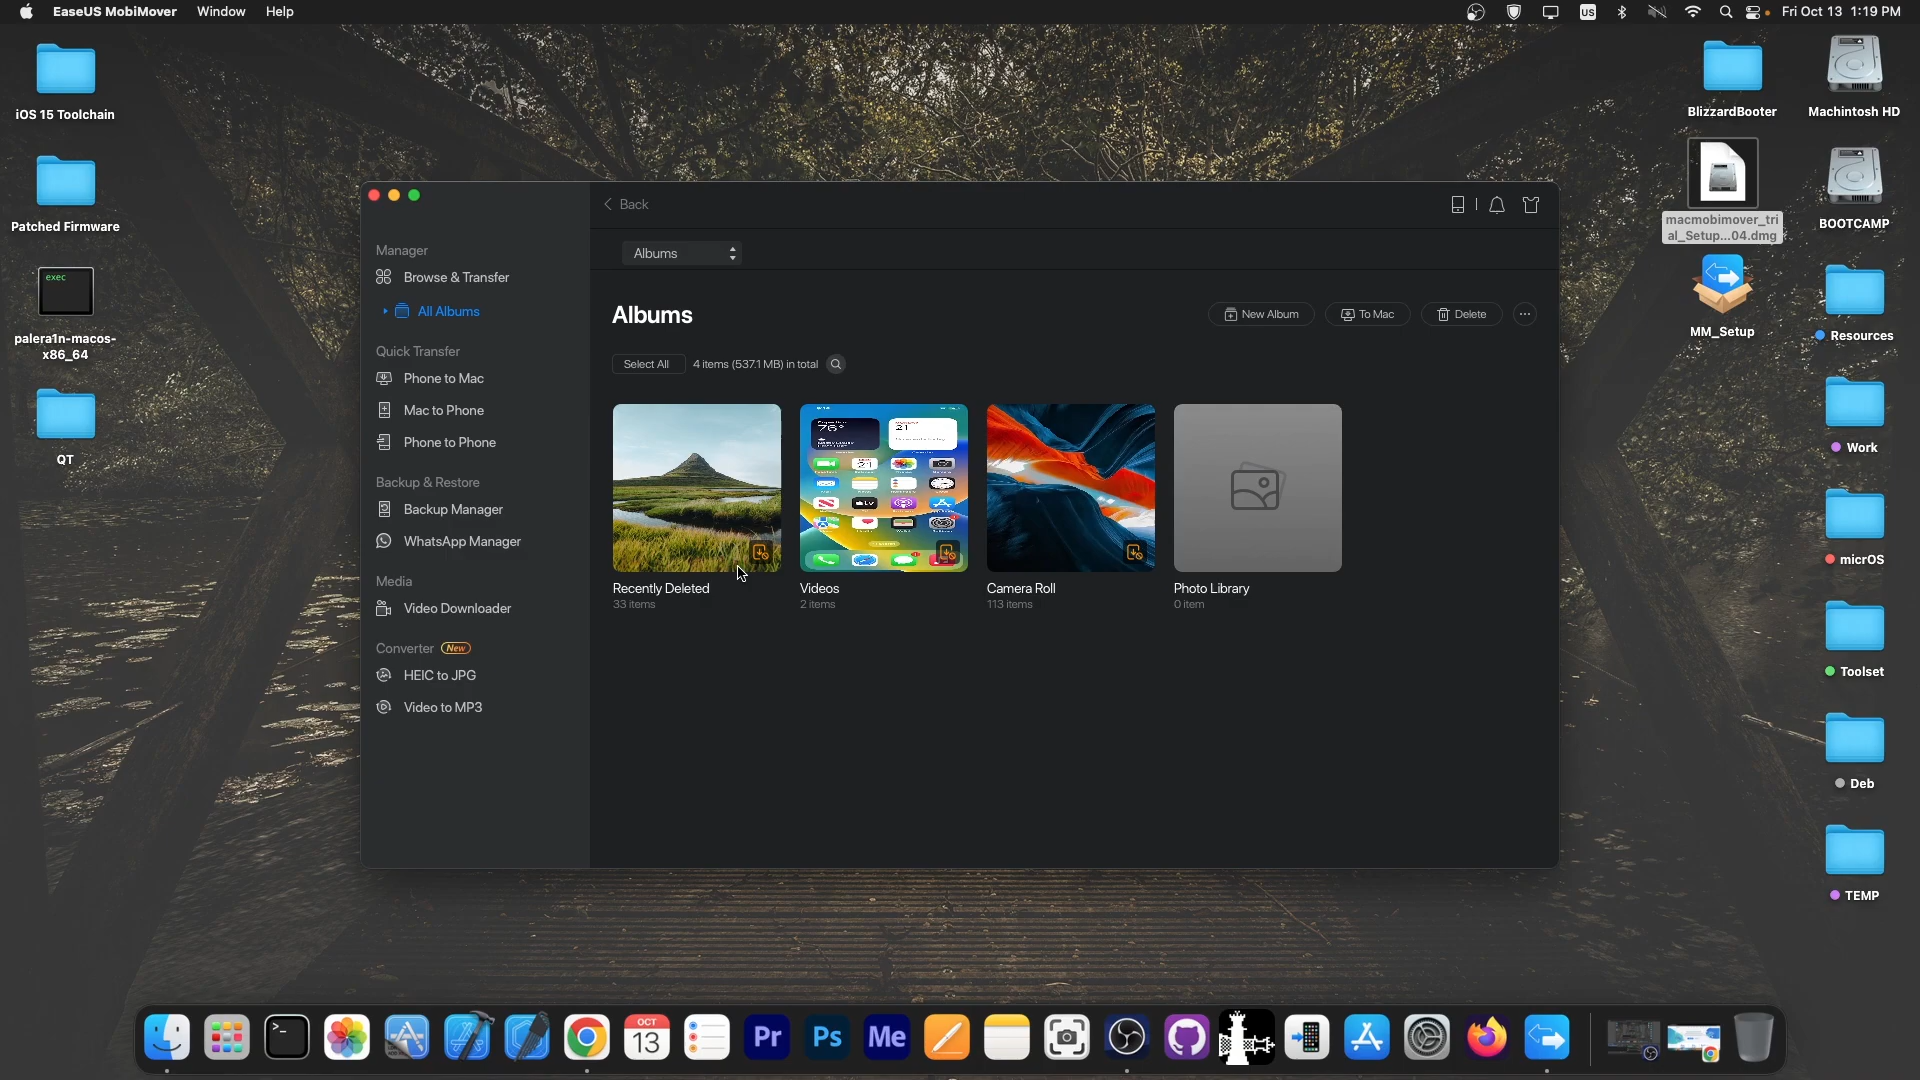 EaseUS MobiMover Window Help
US
Fri Oct 13 1:19 PM
iOS 15 Toolchain
Patched Firmware
exec
palera1n-macos-
x86_64
QT
Back
Manager
Browse & Transfer
All Albums
Quick Transfer
Phone to Mac
Mac to Phone
Phone to Phone
Backup & Restore
Backup Manager
WhatsApp Manager
Media
Video Downloader
Converter New
HEIC to JPG
Video to MP3
Albums
Albums
New Album
To Mac
Delete
Select All
4 items (537.1 MB) in total
Recently Deleted
33 items
Videos
2 items
Camera Roll
113 items
Photo Library
0 item
BlizzardBooter
Machintosh HD
macmobimover_tri
al_Setup...04.dmg
BOOTCAMP
MM_Setup
Resources
Work
micrOS
Toolset
Deb
TEMP
OCT
13
Pr
Ps
Me